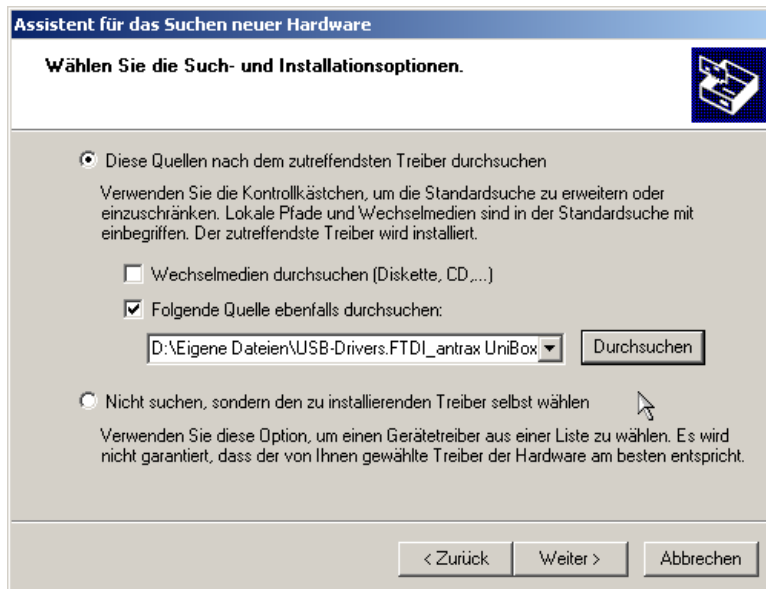 Assistent für das Suchen neuer Hardware
Wählen Sie die Such- und Installationsoptionen.
Diese Quellen nach dem zutreffendsten Treiber durchsuchen
Verwenden Sie die Kontrollkästchen, um die Standardsuche zu erweitern oder
einzuschränken. Lokale Pfade und Wechselmedien sind in der Standardsuche mit
einbegriffen. Der zutreffendste Treiber wird installiert.
Wechselmedien durchsuchen (Diskette, CD,...)
Folgende Quelle ebenfalls durchsuchen:
D:\Eigene Dateien\USB-Drivers.FTDI_antrax UniBox Durchsuchen
Nicht suchen, sondern den zu installierenden Treiber selbst wählen
Verwenden Sie diese Option, um einen Gerätetreiber aus einer Liste zu wählen. Es wird
nicht garantiert, dass der von Ihnen gewählte Treiber der Hardware am besten entspricht.
< Zurück Weiter > Abbrechen